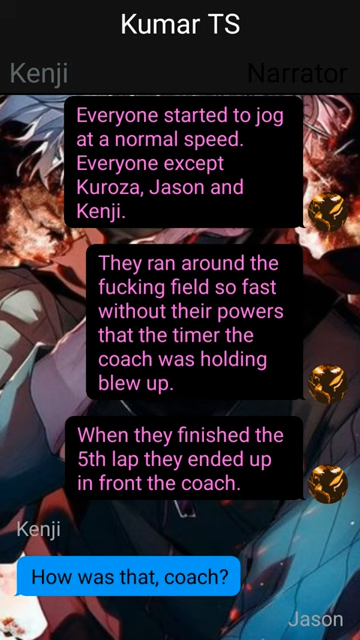 Kumar TS
Kenji
Narrator
Everyone started to jog
at a normal speed.
Everyone except
Kuroza, Jason and
Kenji.
They ran around the
fucking field so fast
without their powers
that the timer the
coach was holding
blew up.
When they finished the
5th lap they ended up
in front the coach.
Kenji
How was that, coach?
Jason